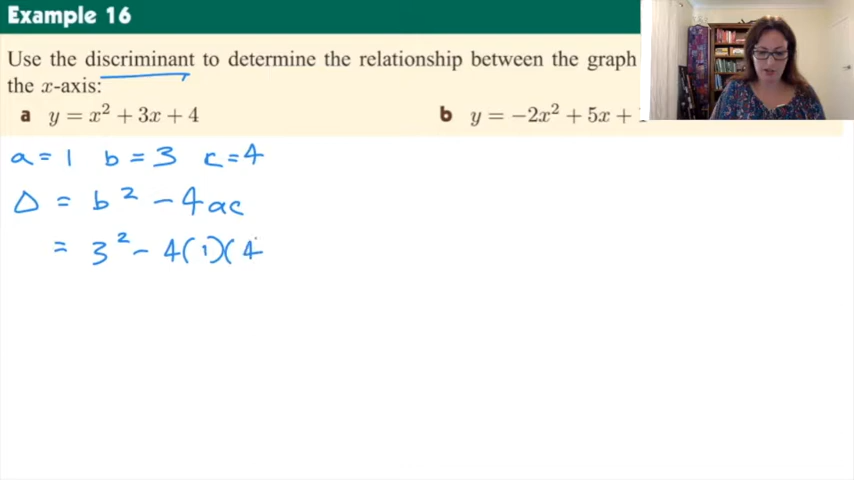 Example 16
Use the discriminant to determine the relationship between the graph
the x-axis:
a y = x² + 3x + 4
b y = −2x² + 5x +
a = 1 b = 3 c = 4
Δ = b² − 4ac
= 3² − 4(1)(4